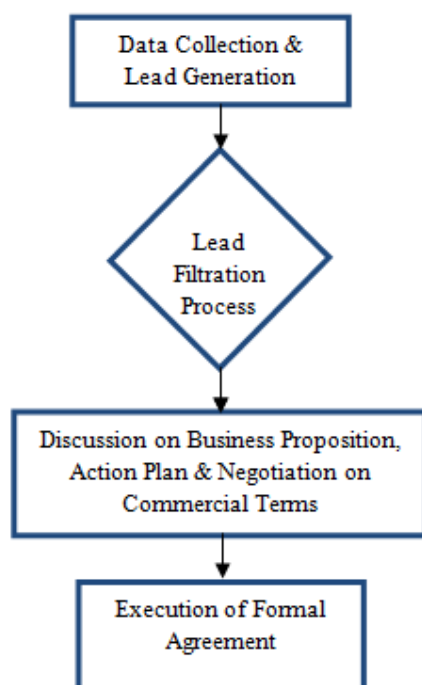 Data Collection &
Lead Generation
Lead
Filtration
Process
Discussion on Business Proposition,
Action Plan & Negotiation on
Commercial Terms
Execution of Formal
Agreement